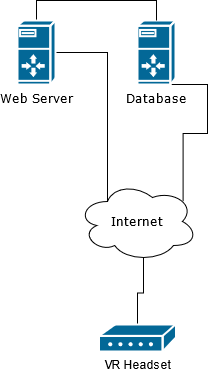 Web Server
Database
Internet
VR Headset